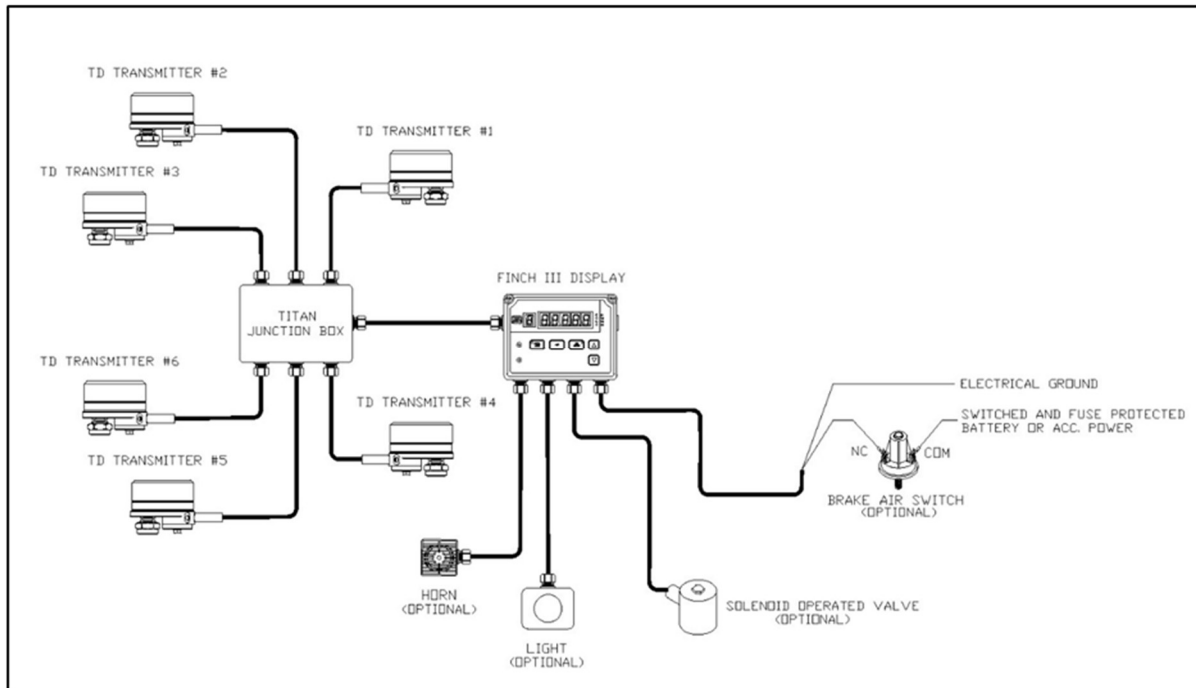 TD TRANSMITTER #2
TD TRANSMITTER #1
TD TRANSMITTER #3
TITAN
JUNCTION BOX
FINCH III DISPLAY
TD TRANSMITTER #6
TD TRANSMITTER #4
TD TRANSMITTER #5
ELECTRICAL GROUND
SWITCHED AND FUSE PROTECTED
BATTERY OR ACC. POWER
NC
COM
BRAKE AIR SWITCH
(OPTIONAL)
HORN
(OPTIONAL)
LIGHT
(OPTIONAL)
SOLENOID OPERATED VALVE
(OPTIONAL)